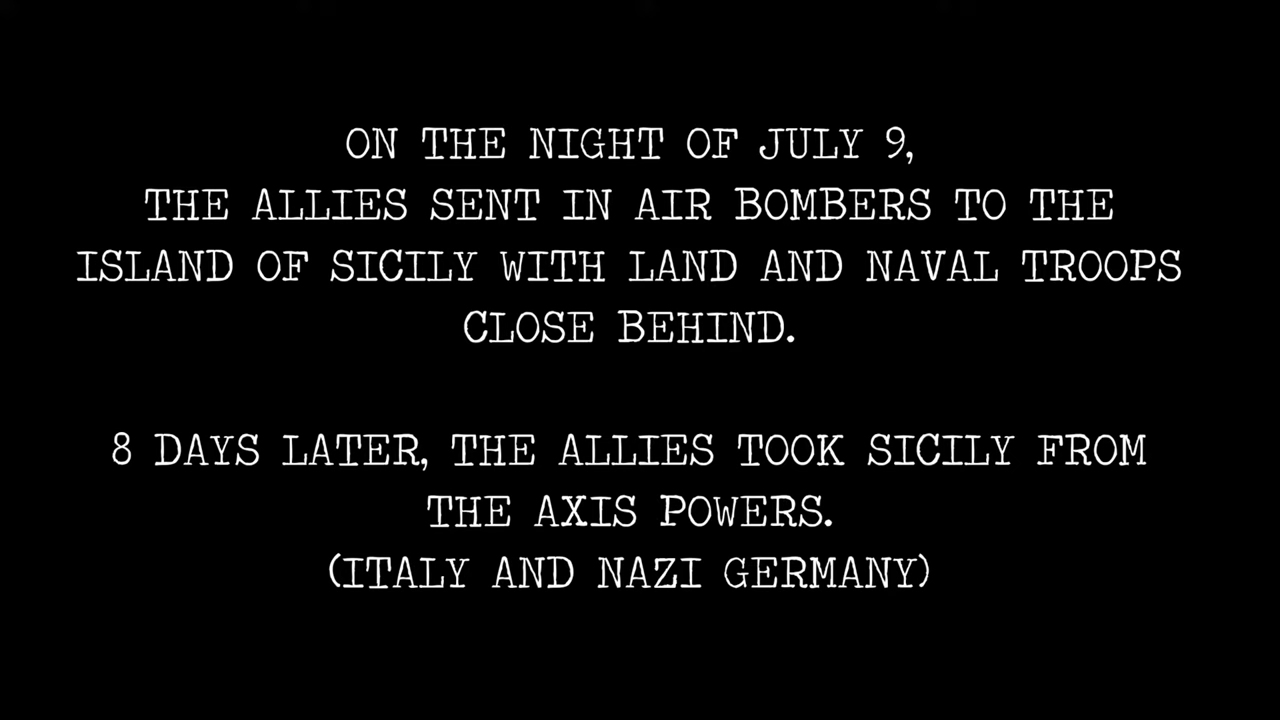 ON THE NIGHT OF JULY 9,
THE ALLIES SENT IN AIR BOMBERS TO THE
ISLAND OF SICILY WITH LAND AND NAVAL TROOPS
CLOSE BEHIND.
8 DAYS LATER, THE ALLIES TOOK SICILY FROM
THE AXIS POWERS.
(ITALY AND NAZI GERMANY)